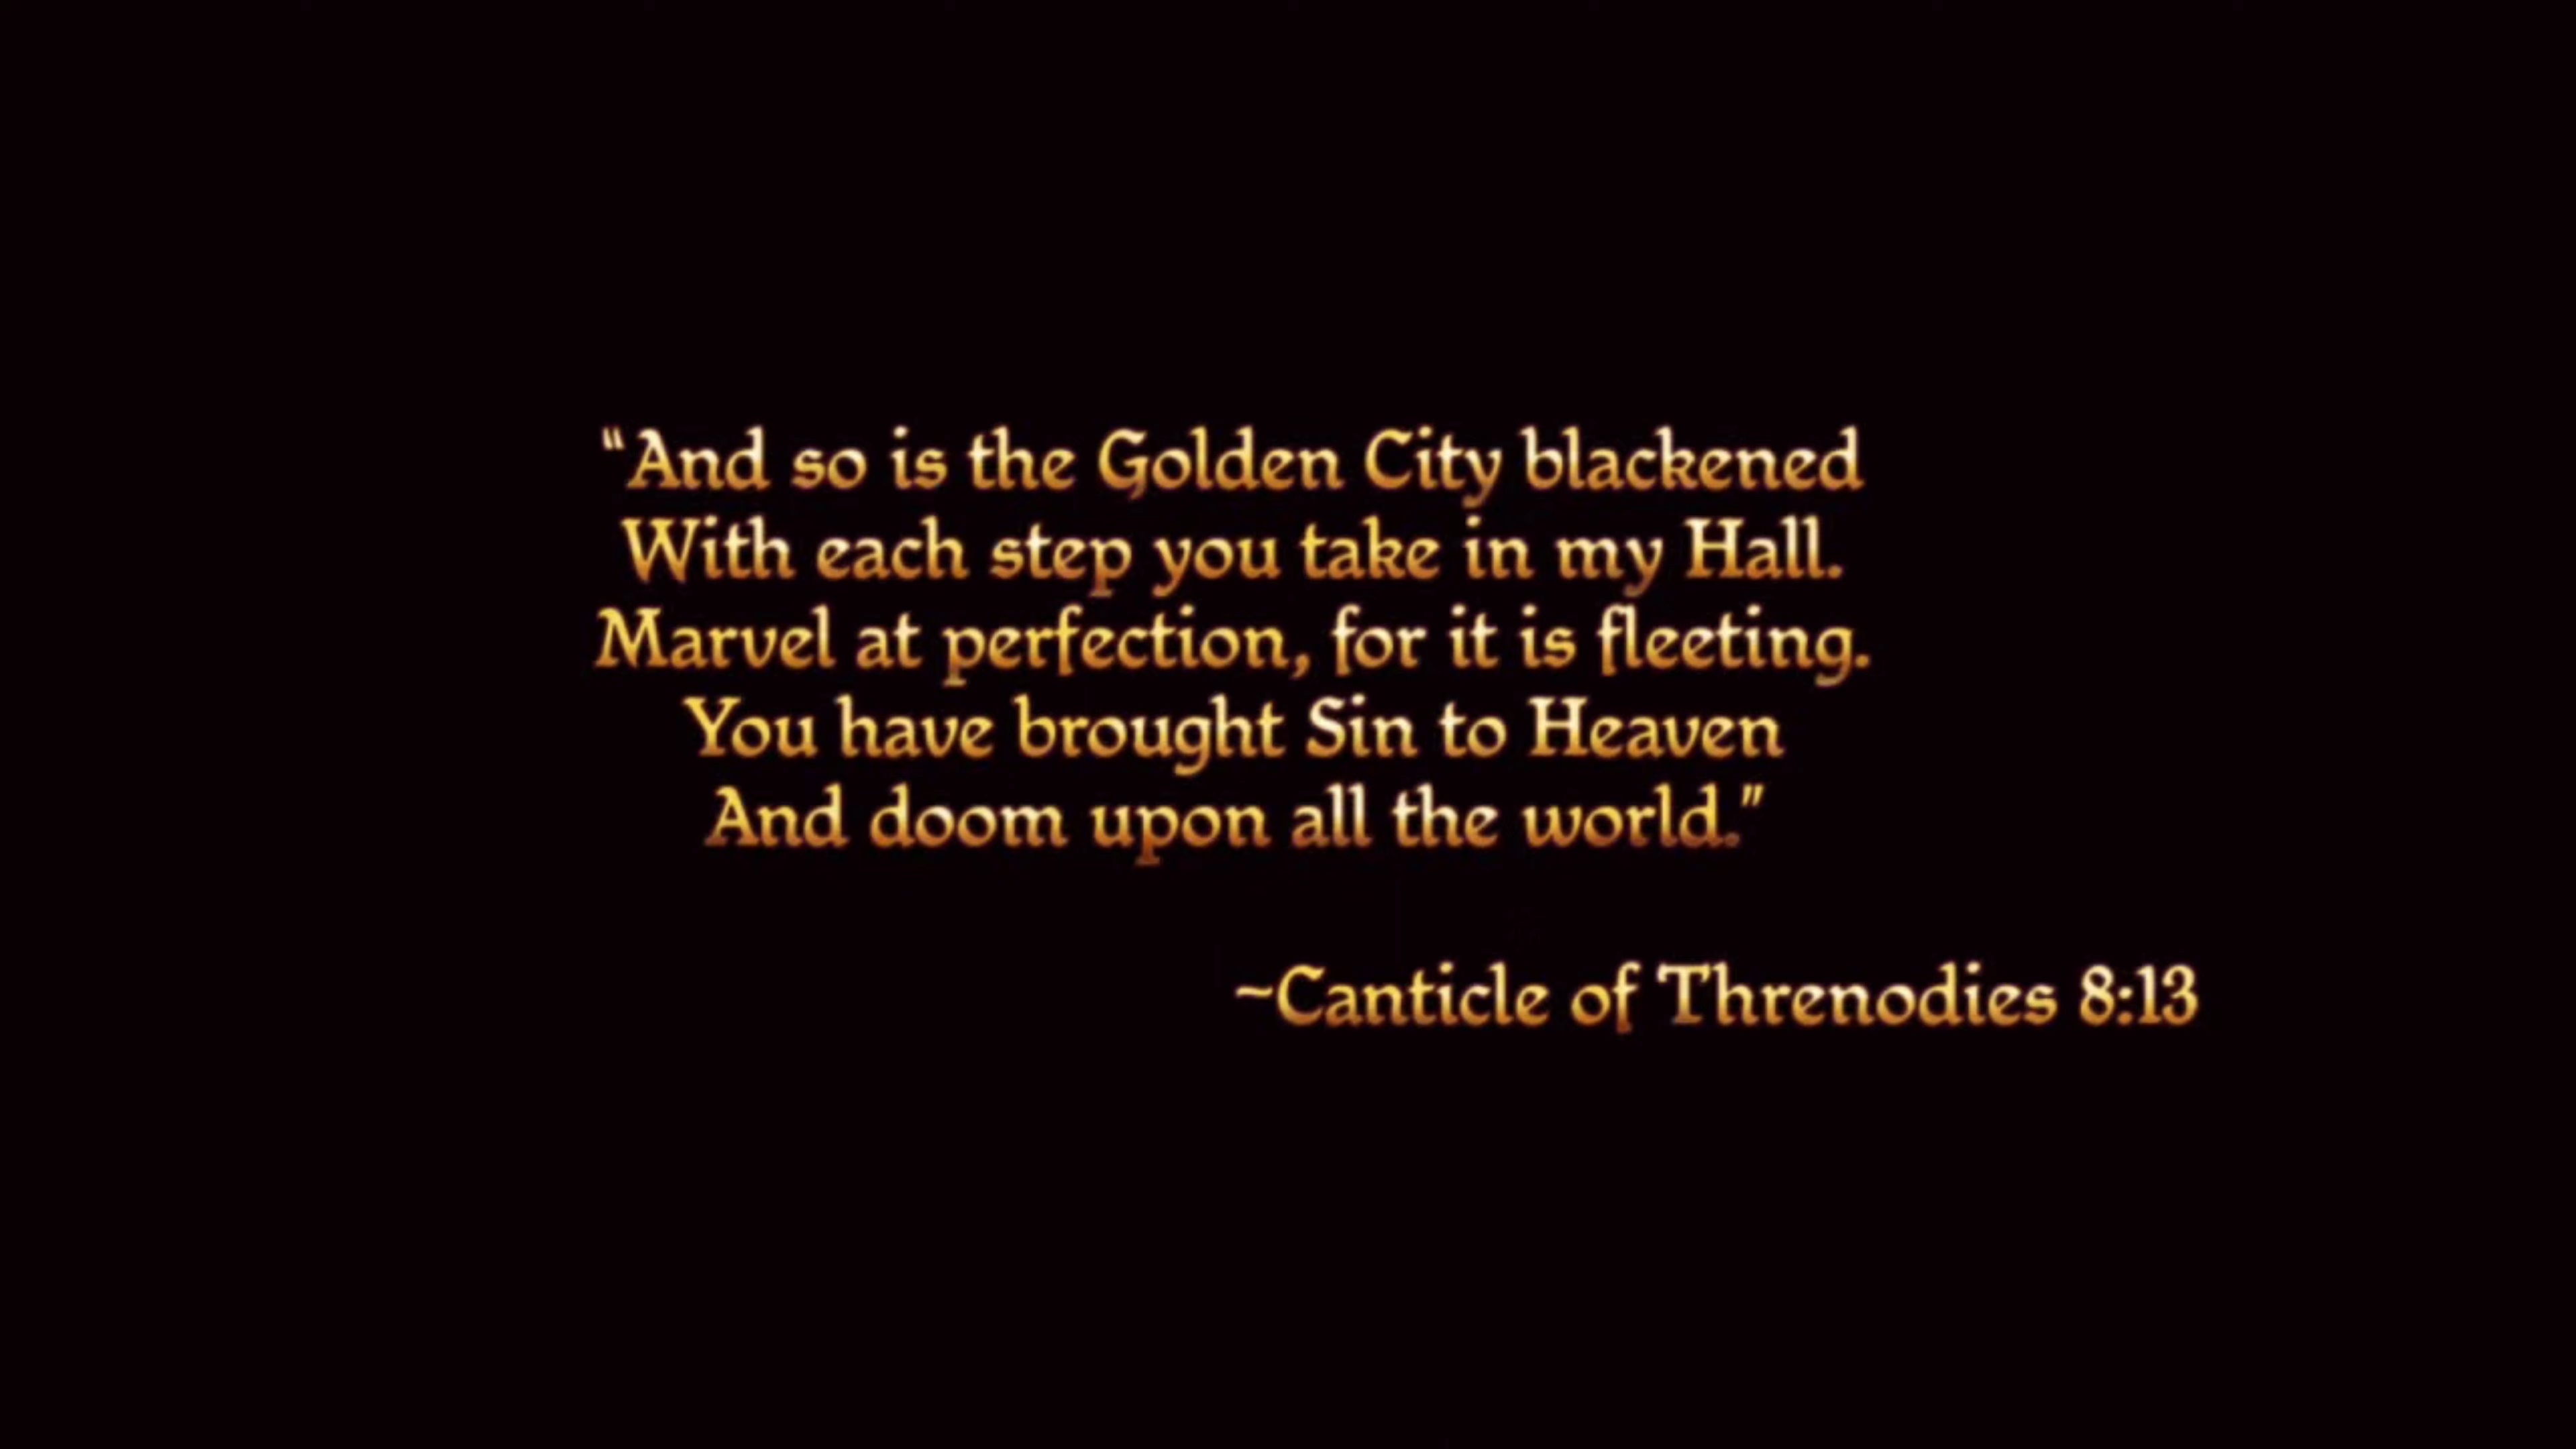 "And so is the Golden City blackened
With each step you take in my Hall.
Marvel at perfection, for it is fleeting.
You have brought Sin to Heaven
And doom upon all the world."
~Canticle of Threnodies 8:13